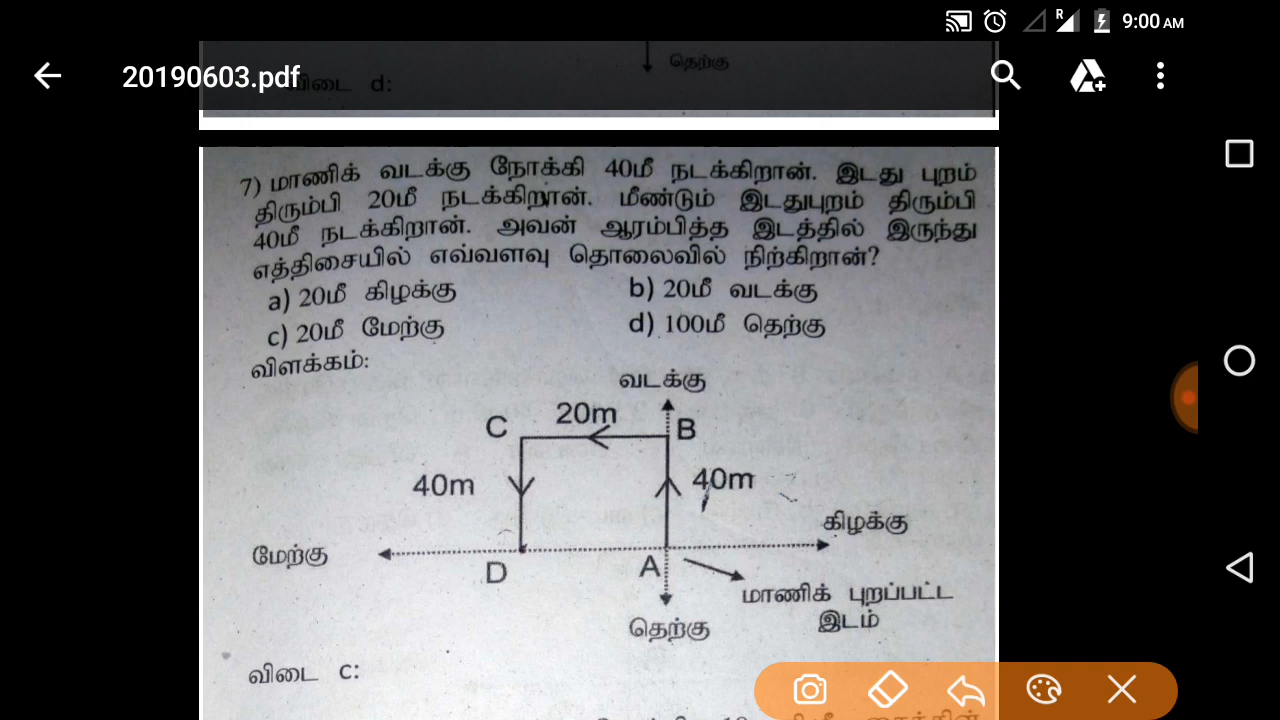 R 9:00 AM
20190603.pdf
தெற்கு
விடை d:
7) மாணிக் வடக்கு நோக்கி 40மீ நடக்கிறான். இடது புறம்
திரும்பி 20மீ நடக்கிறான். மீண்டும் இடதுபுறம் திரும்பி
40மீ நடக்கிறான். அவன் ஆரம்பித்த இடத்தில் இருந்து
எத்திசையில் எவ்வளவு தொலைவில் நிற்கிறான்?
a) 20மீ கிழக்கு b) 20மீ வடக்கு
c) 20மீ மேற்கு d) 100மீ தெற்கு
விளக்கம்:
வடக்கு
20m
C B
40m 40m
கிழக்கு
மேற்கு
D A
மாணிக் புறப்பட்ட
இடம்
தெற்கு
விடை c: